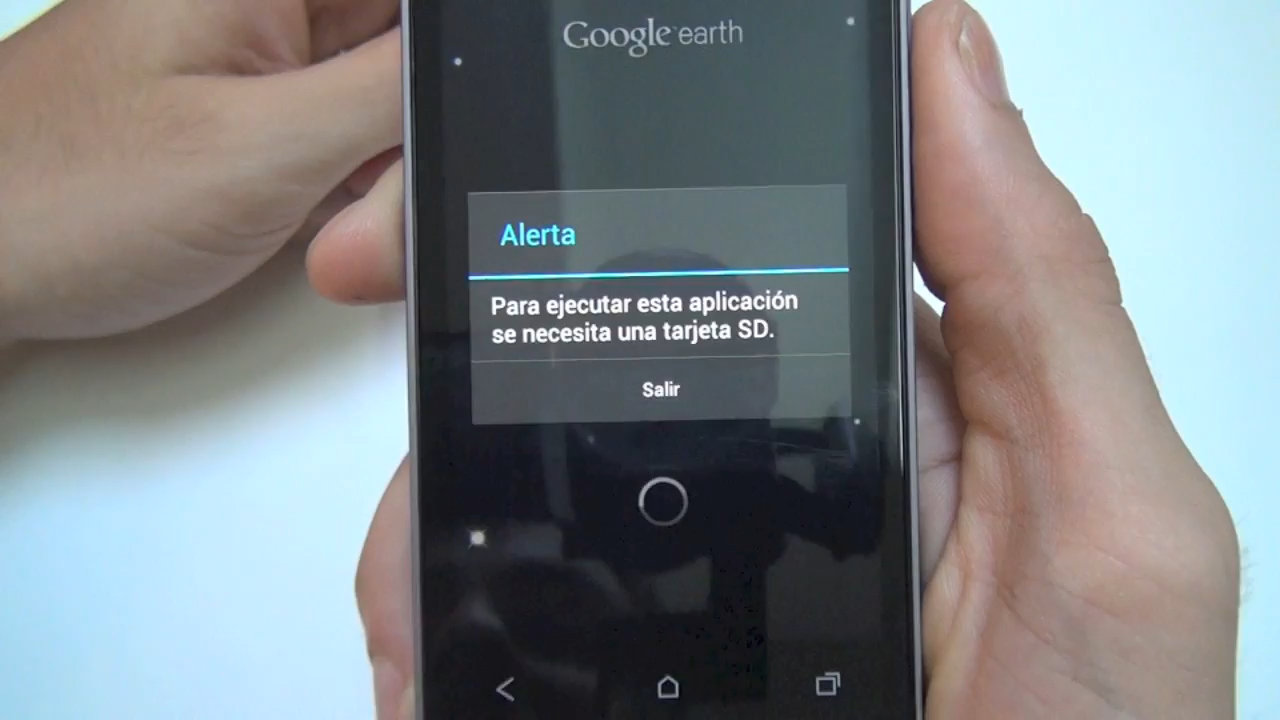 Google earth
Alerta
Para ejecutar esta aplicación
se necesita una tarjeta SD.
Salir